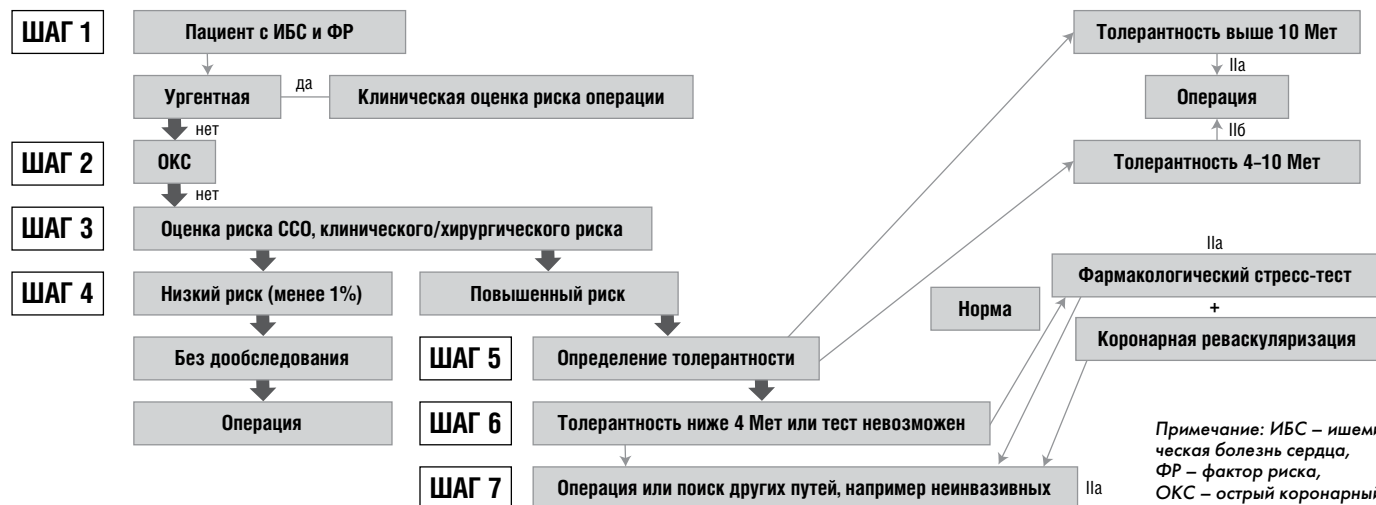 ШАГ 1
Пациент с ИБС и ФР
Ургентная
да
Клиническая оценка риска операции
нет
ШАГ 2
ОКС
нет
ШАГ 3
Оценка риска ССО, клинического/хирургического риска
ШАГ 4
Низкий риск (менее 1%)
Повышенный риск
Без дообследования
Операция
ШАГ 5
Определение толерантности
Толерантность выше 10 Мет
IIа
Операция
IIб
Толерантность 4–10 Мет
ШАГ 6
Толерантность ниже 4 Мет или тест невозможен
Норма
IIа
Фармакологический стресс-тест
+
Коронарная реваскуляризация
ШАГ 7
Операция или поиск других путей, например неинвазивных
IIа
Примечание: ИБС – ишеми
ческая болезнь сердца,
ФР – фактор риска,
ОКС – острый коронарный